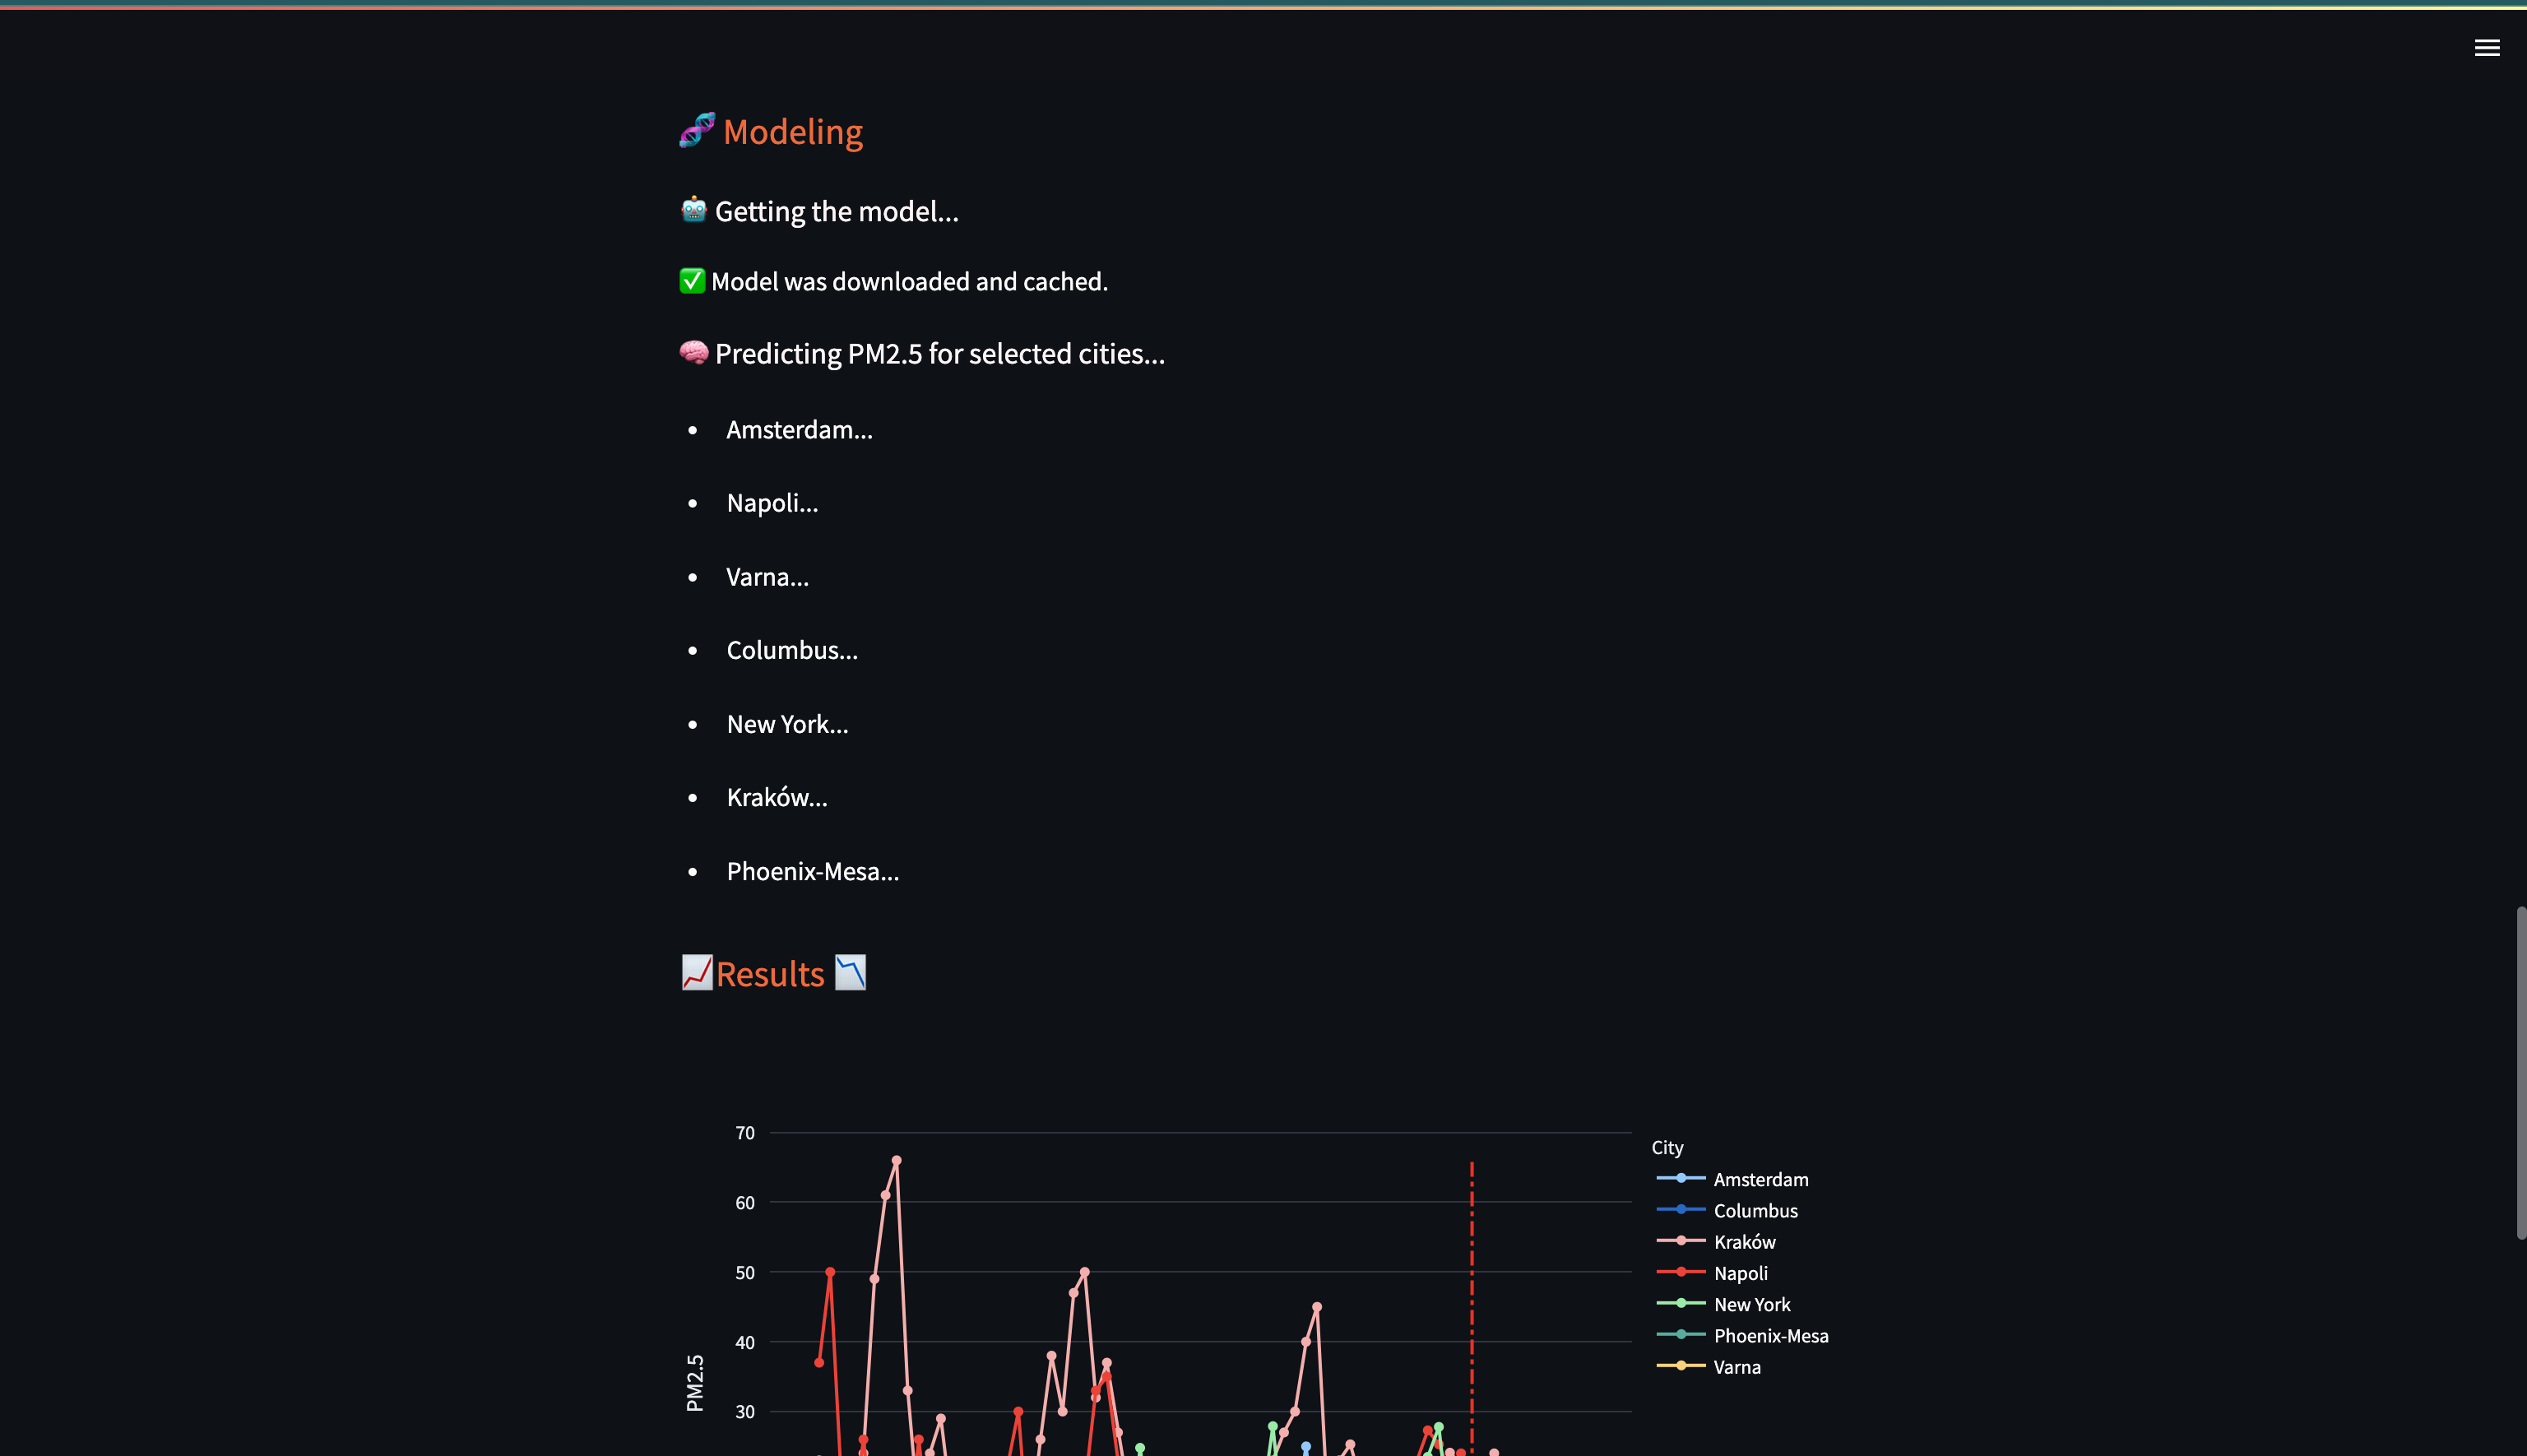 🧬 Modeling
🤖 Getting the model...
✅ Model was downloaded and cached.
🧠 Predicting PM2.5 for selected cities...
• Amsterdam...
• Napoli...
• Varna...
• Columbus...
• New York...
• Kraków...
• Phoenix-Mesa...
📈Results 📉
70
60
50
40
30
PM2.5
City
Amsterdam
Columbus
Kraków
Napoli
New York
Phoenix-Mesa
Varna